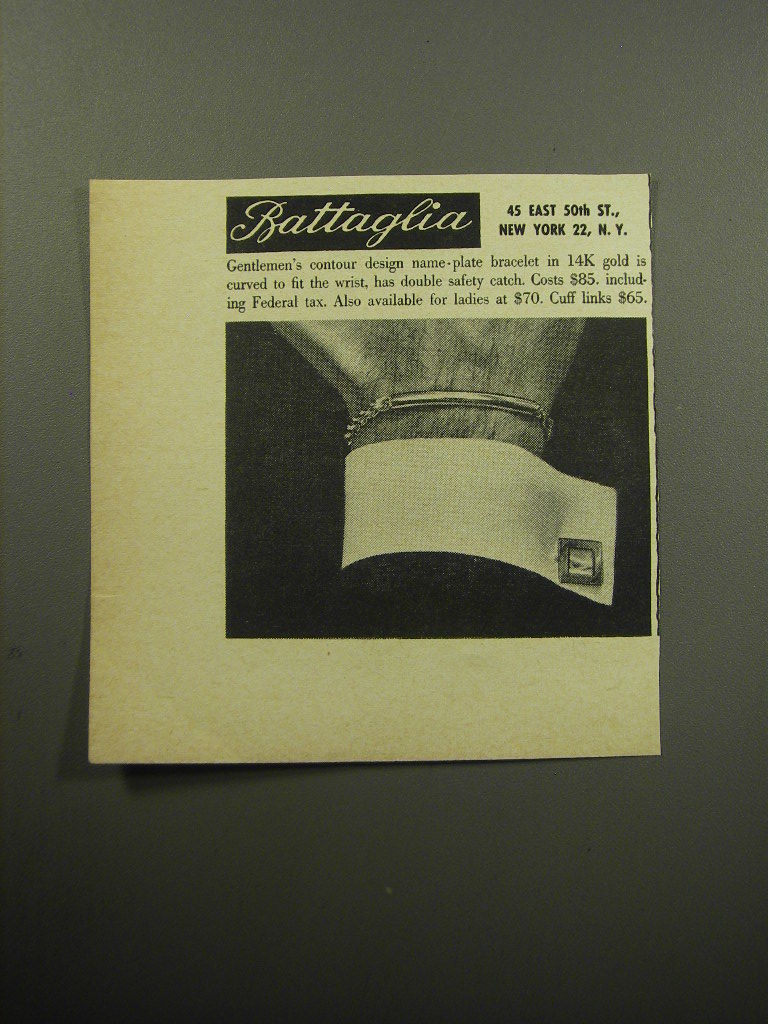 Battaglia
45 EAST 50th ST.,
NEW YORK 22, N. Y.
Gentlemen's contour design name-plate bracelet in 14K gold is
curved to fit the wrist, has double safety catch. Costs $85. includ-
ing Federal tax. Also available for ladies at $70. Cuff links $65.